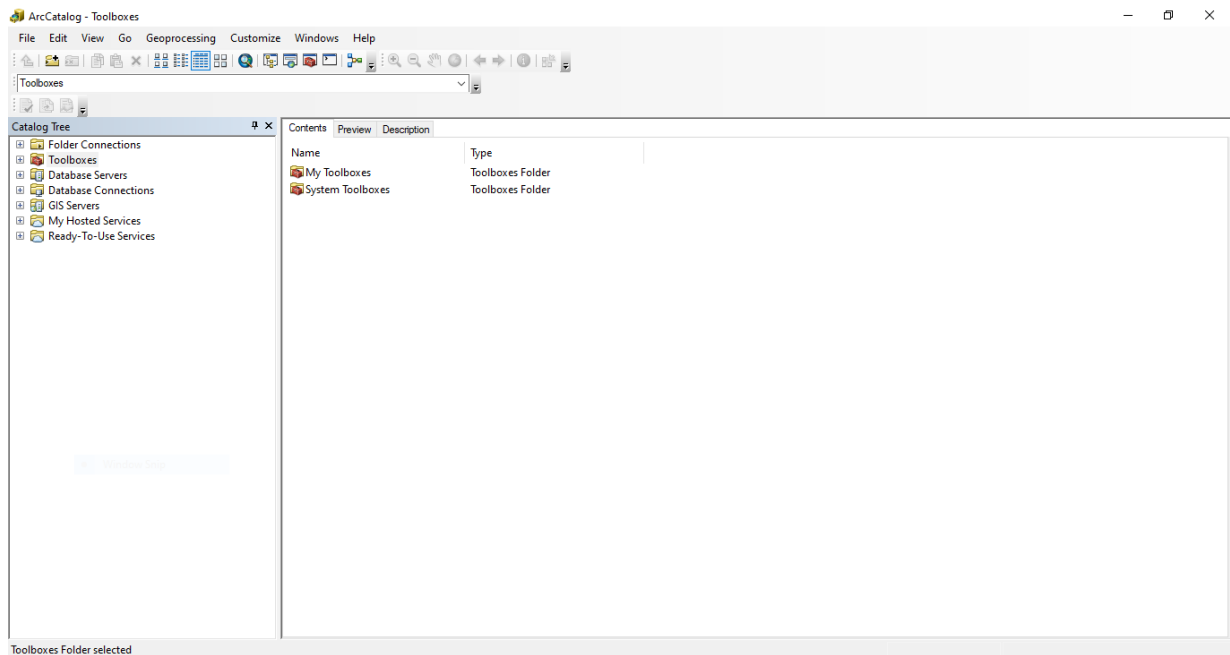 ArcCatalog - Toolboxes
File Edit View Go Geoprocessing Customize Windows Help
Toolboxes
Catalog Tree
Contents Preview Description
Folder Connections
Toolboxes
Database Servers
Database Connections
GIS Servers
My Hosted Services
Ready-To-Use Services
Name Type
My Toolboxes Toolboxes Folder
System Toolboxes Toolboxes Folder
Toolboxes Folder selected